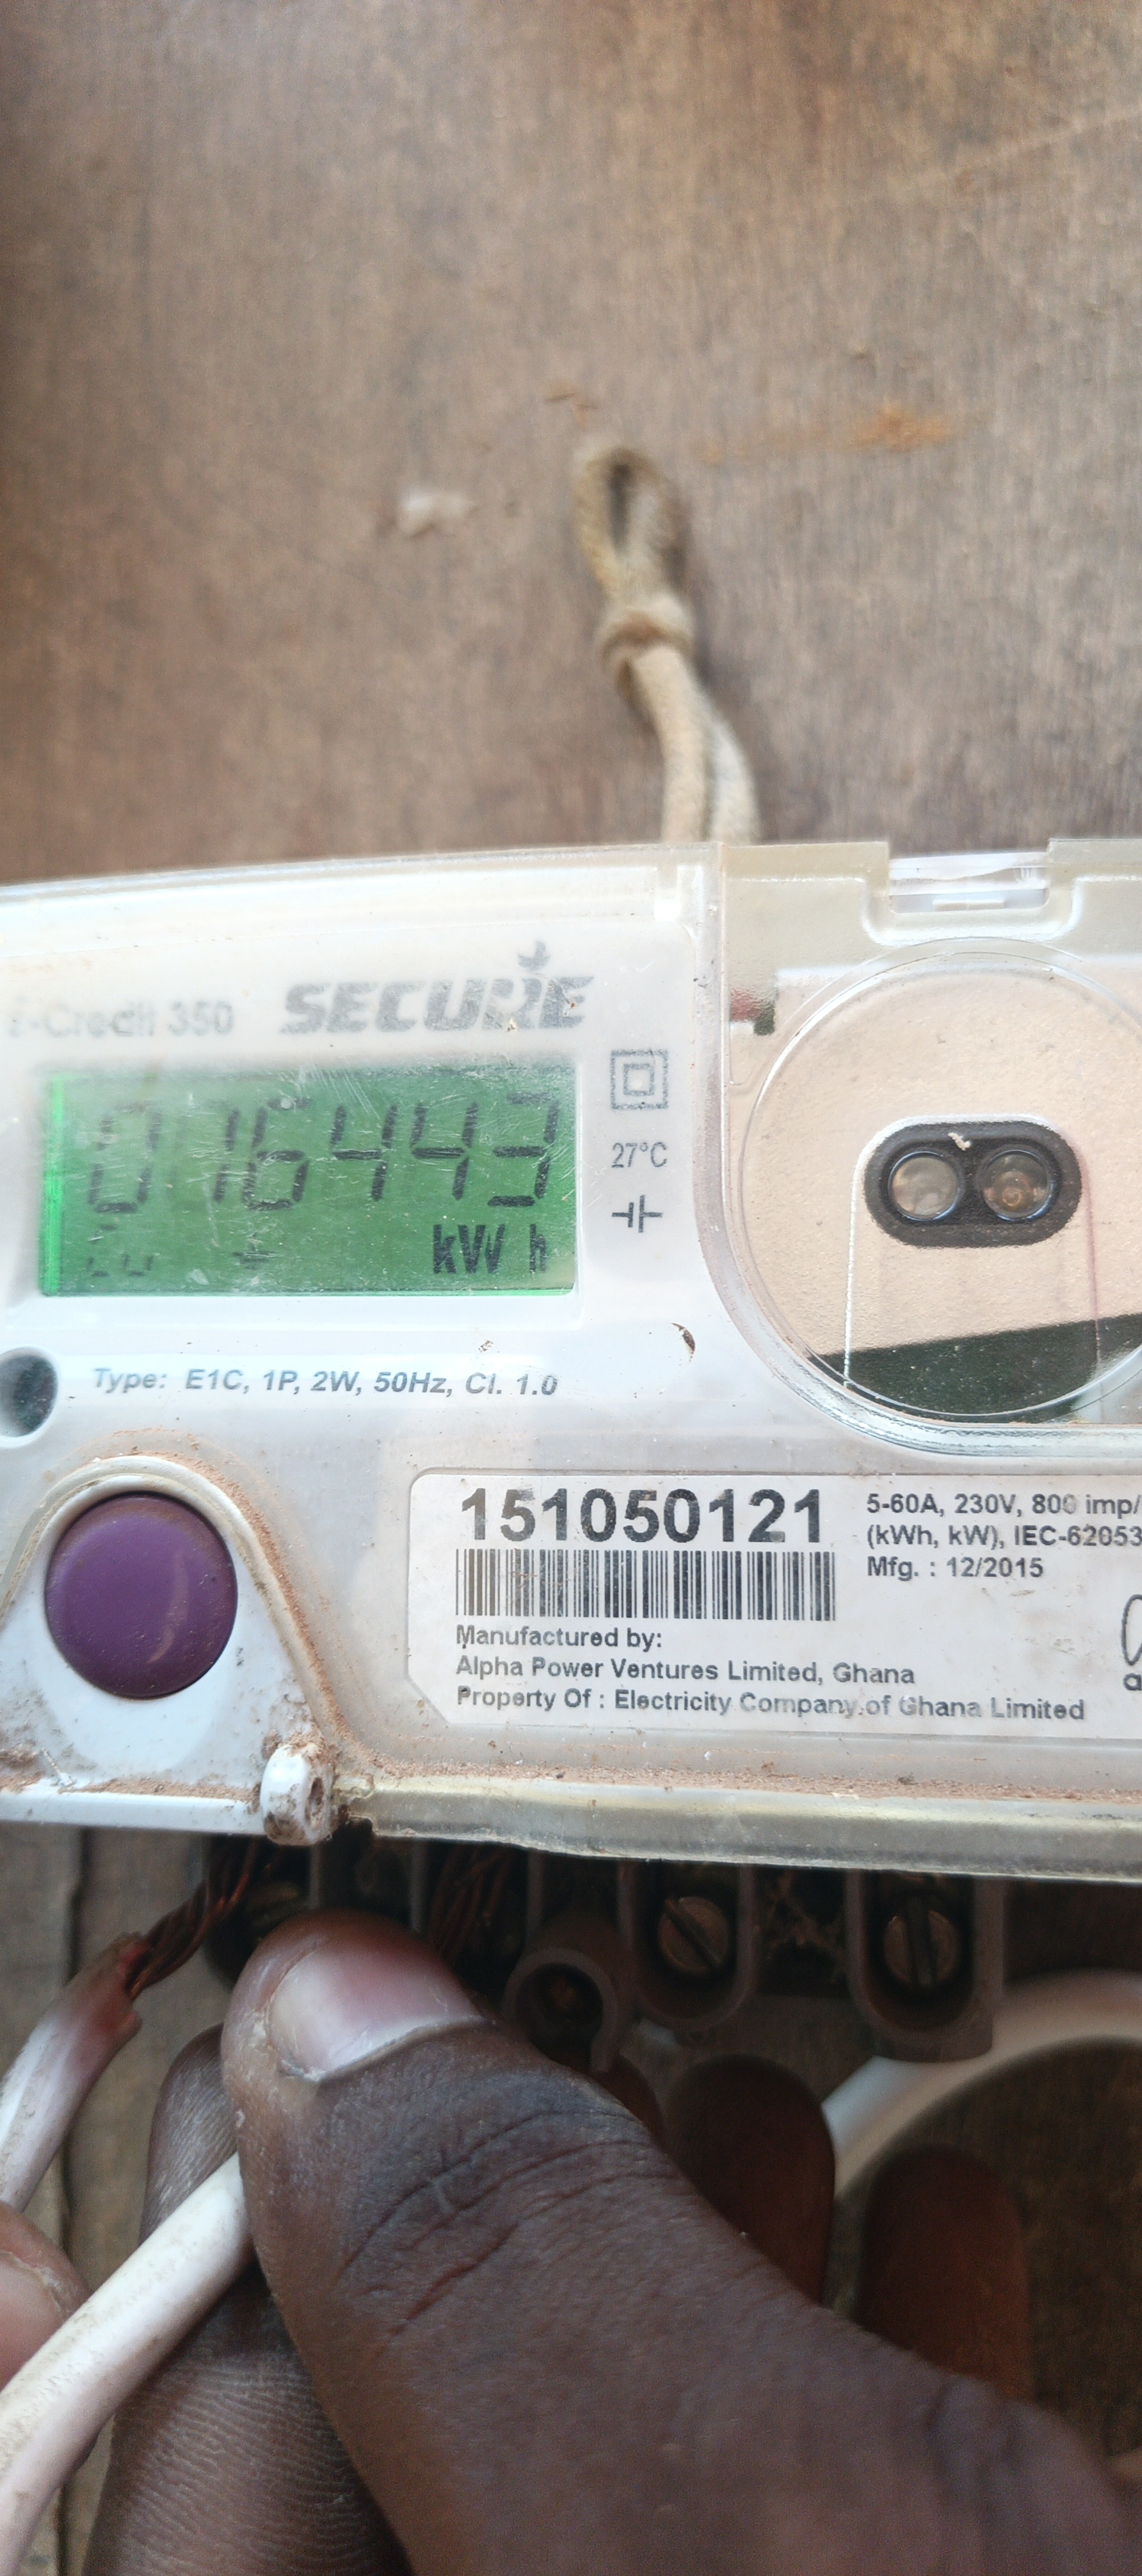 i-Credit 350 SECURE
016443
kWh
27°C
Type: E1C, 1P, 2W, 50Hz, Cl. 1.0
151050121
5-60A, 230V, 800 imp/
(kWh, kW), IEC-62053
Mfg. : 12/2015
Manufactured by:
Alpha Power Ventures Limited, Ghana
Property Of : Electricity Company of Ghana Limited